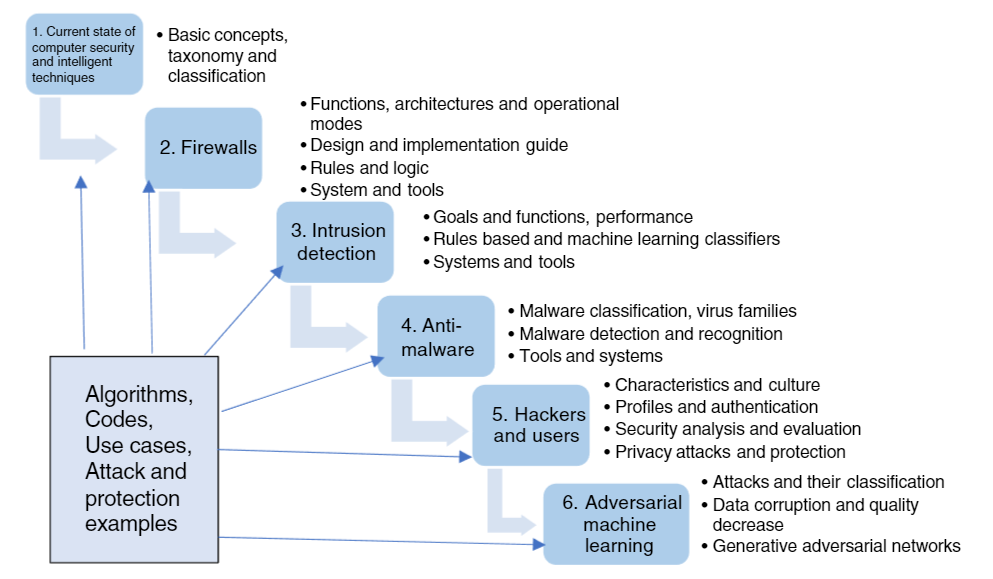 1. Current state of
computer security
and intelligent
techniques
• Basic concepts,
taxonomy and
classification
2. Firewalls
• Functions, architectures and operational
modes
• Design and implementation guide
• Rules and logic
• System and tools
3. Intrusion
detection
• Goals and functions, performance
• Rules based and machine learning classifiers
• Systems and tools
4. Anti-
malware
• Malware classification, virus families
• Malware detection and recognition
• Tools and systems
5. Hackers
and users
• Characteristics and culture
• Profiles and authentication
• Security analysis and evaluation
• Privacy attacks and protection
6. Adversarial
machine
learning
• Attacks and their classification
• Data corruption and quality
decrease
• Generative adversarial networks
Algorithms,
Codes,
Use cases,
Attack and
protection
examples